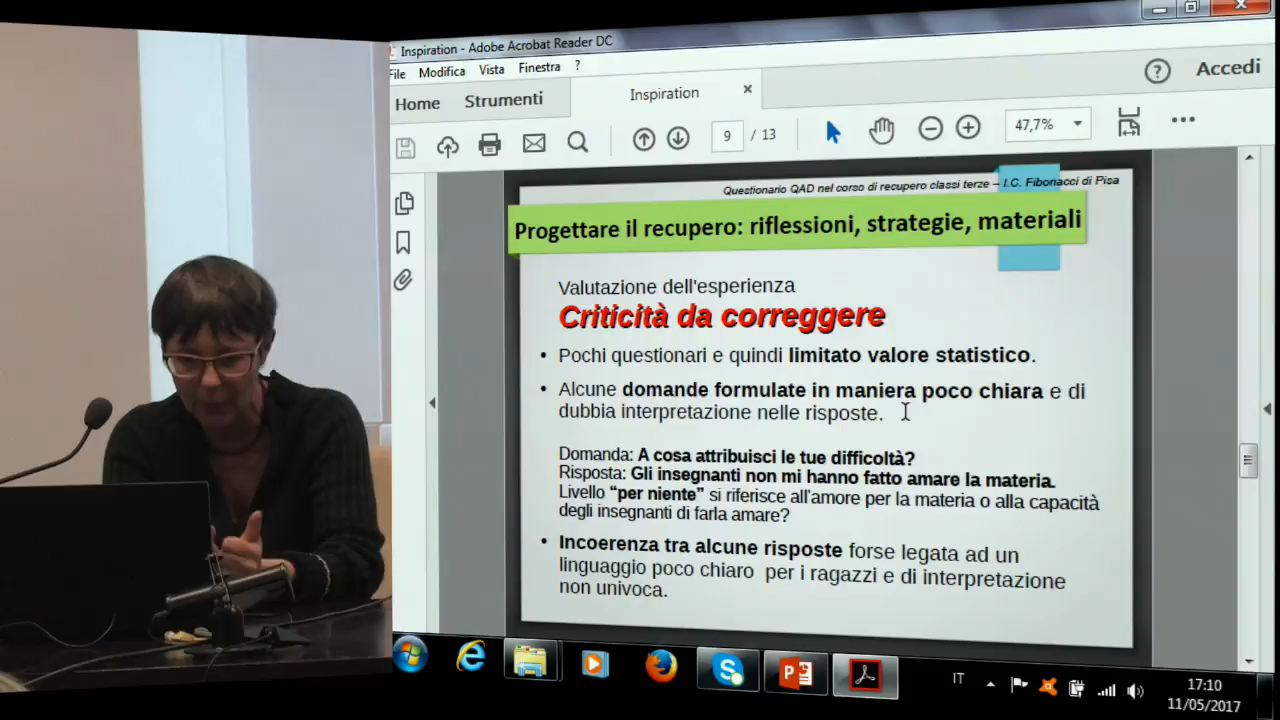 Inspiration - Adobe Acrobat Reader DC
File Modifica Vista Finestra ?
Home Strumenti Inspiration Accedi
9 / 13 47,7%
Questionario QAD nel corso di recupero classi terze – I.C. Fibonacci di Pisa
Progettare il recupero: riflessioni, strategie, materiali
Valutazione dell'esperienza
Criticità da correggere
• Pochi questionari e quindi limitato valore statistico.
• Alcune domande formulate in maniera poco chiara e di
dubbia interpretazione nelle risposte.
Domanda: A cosa attribuisci le tue difficoltà?
Risposta: Gli insegnanti non mi hanno fatto amare la materia.
Livello “per niente” si riferisce all'amore per la materia o alla capacità
degli insegnanti di farla amare?
• Incoerenza tra alcune risposte forse legata ad un
linguaggio poco chiaro per i ragazzi e di interpretazione
non univoca.
IT 17:10
11/05/2017